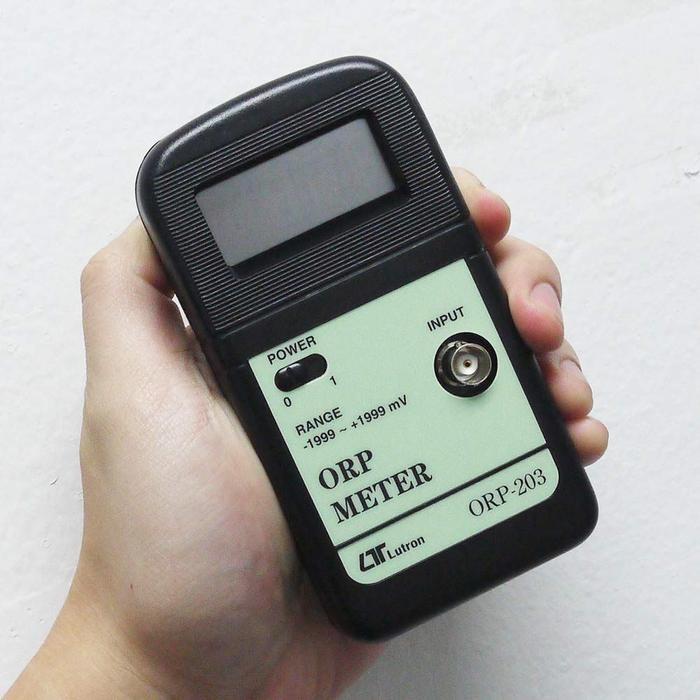 POWER
0 1
INPUT
RANGE
-1999 ~ +1999 mV
ORP
METER
ORP-203
LT Lutron